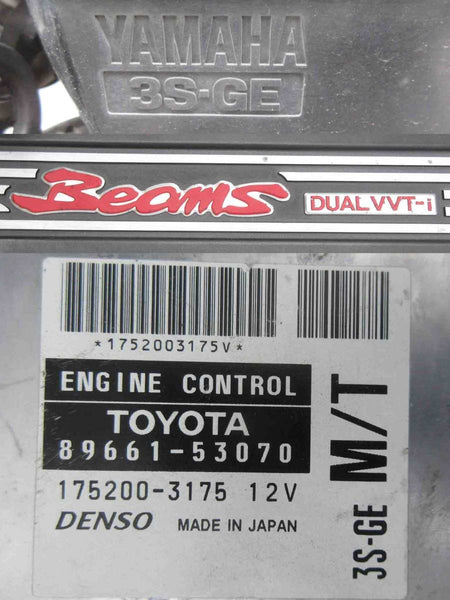 YAMAHA
3S-GE
Beams DUAL VVT-i
*1752003175V*
ENGINE CONTROL
TOYOTA
89661-53070
175200-3175 12V
DENSO MADE IN JAPAN
3S-GE M/T